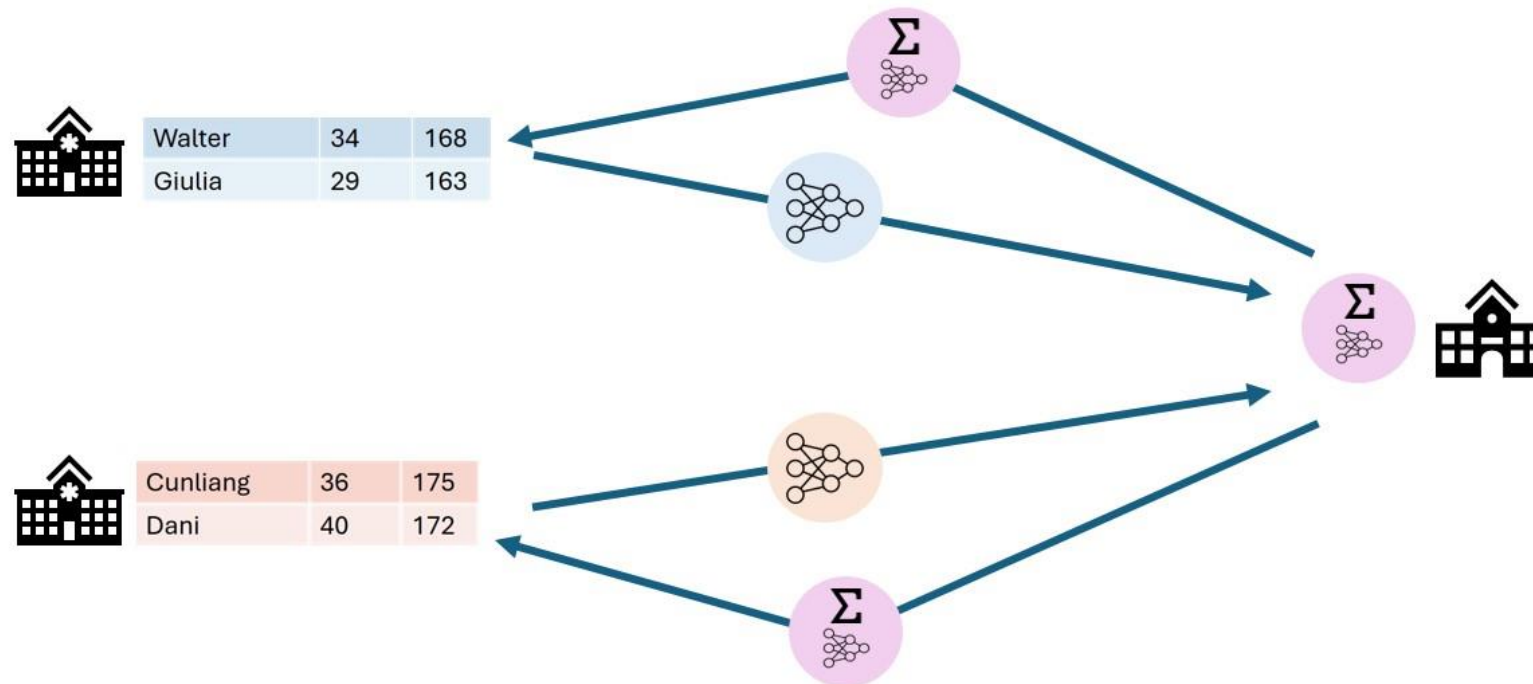 Σ
Walter 34 168
Giulia 29 163
Σ
Cunliang 36 175
Dani 40 172
Σ